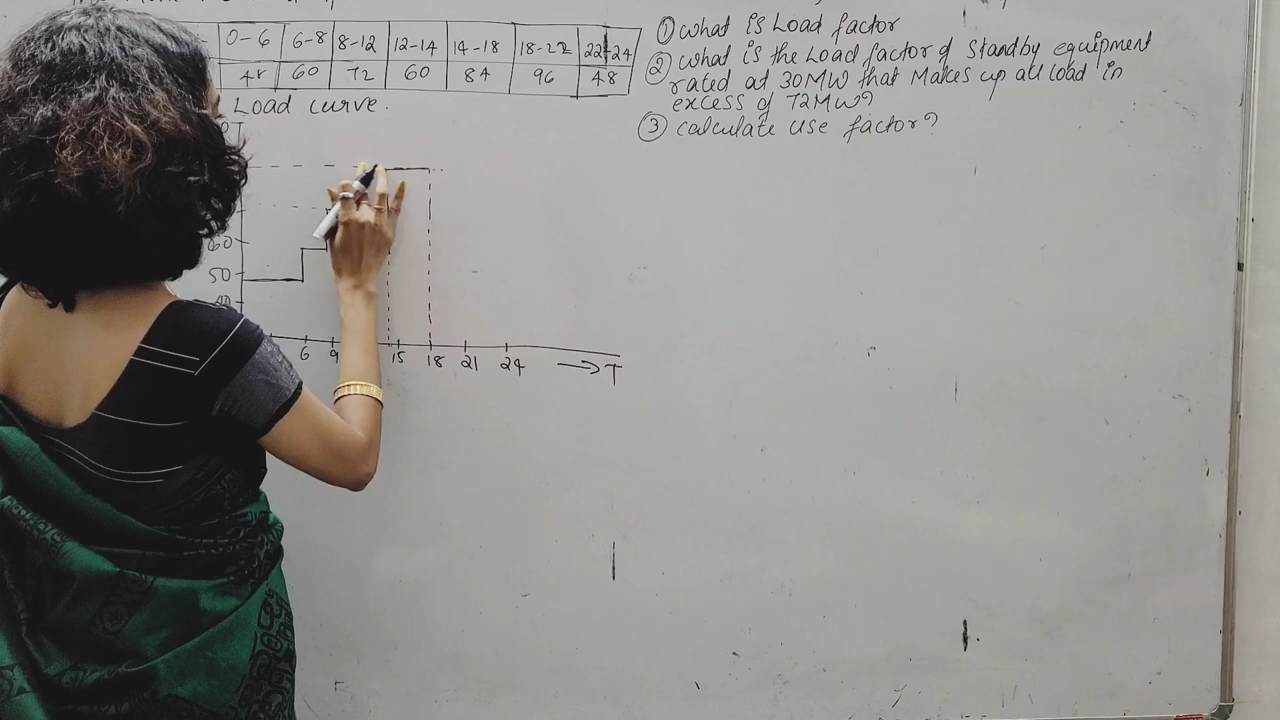 0-6 6-8 8-12 12-14 14-18 18-22 22-24
48 60 72 60 84 96 48
Load curve.
① what is Load factor
② what is the Load factor of standby equipment
rated at 30MW that Makes up all load in
excess of 72MW?
③ calculate use factor?
60
50
40
6 9 15 18 21 24 → T